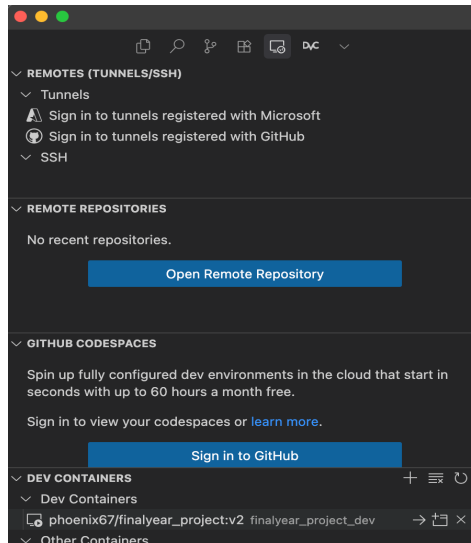 DVC
REMOTES (TUNNELS/SSH)
Tunnels
Sign in to tunnels registered with Microsoft
Sign in to tunnels registered with GitHub
SSH
REMOTE REPOSITORIES
No recent repositories.
Open Remote Repository
GITHUB CODESPACES
Spin up fully configured dev environments in the cloud that start in
seconds with up to 60 hours a month free.
Sign in to view your codespaces or learn more.
Sign in to GitHub
DEV CONTAINERS
Dev Containers
phoenix67/finalyear_project:v2 finalyear_project_dev
Other Containers